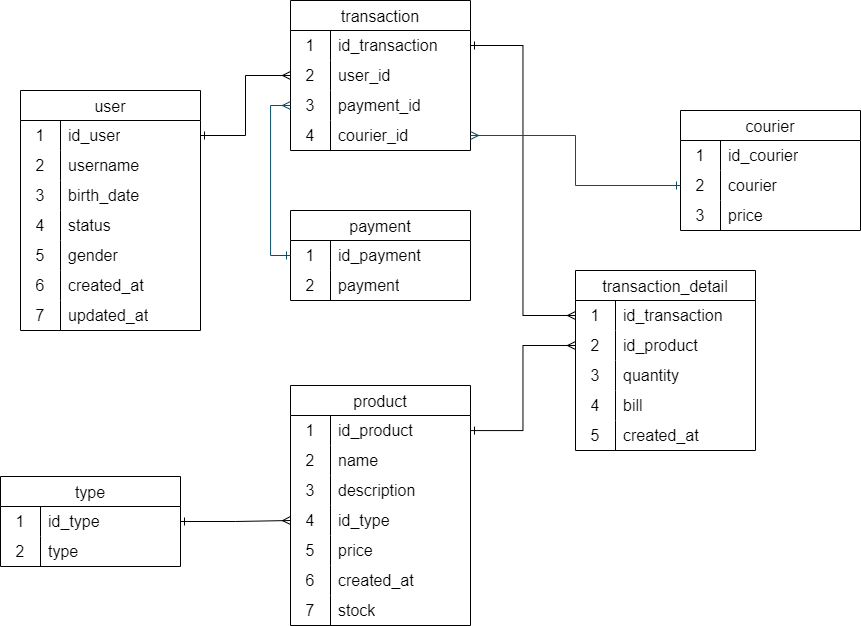 transaction
1 id_transaction
2 user_id
3 payment_id
4 courier_id
user
1 id_user
2 username
3 birth_date
4 status
5 gender
6 created_at
7 updated_at
courier
1 id_courier
2 courier
3 price
payment
1 id_payment
2 payment
transaction_detail
1 id_transaction
2 id_product
3 quantity
4 bill
5 created_at
product
1 id_product
2 name
3 description
4 id_type
5 price
6 created_at
7 stock
type
1 id_type
2 type